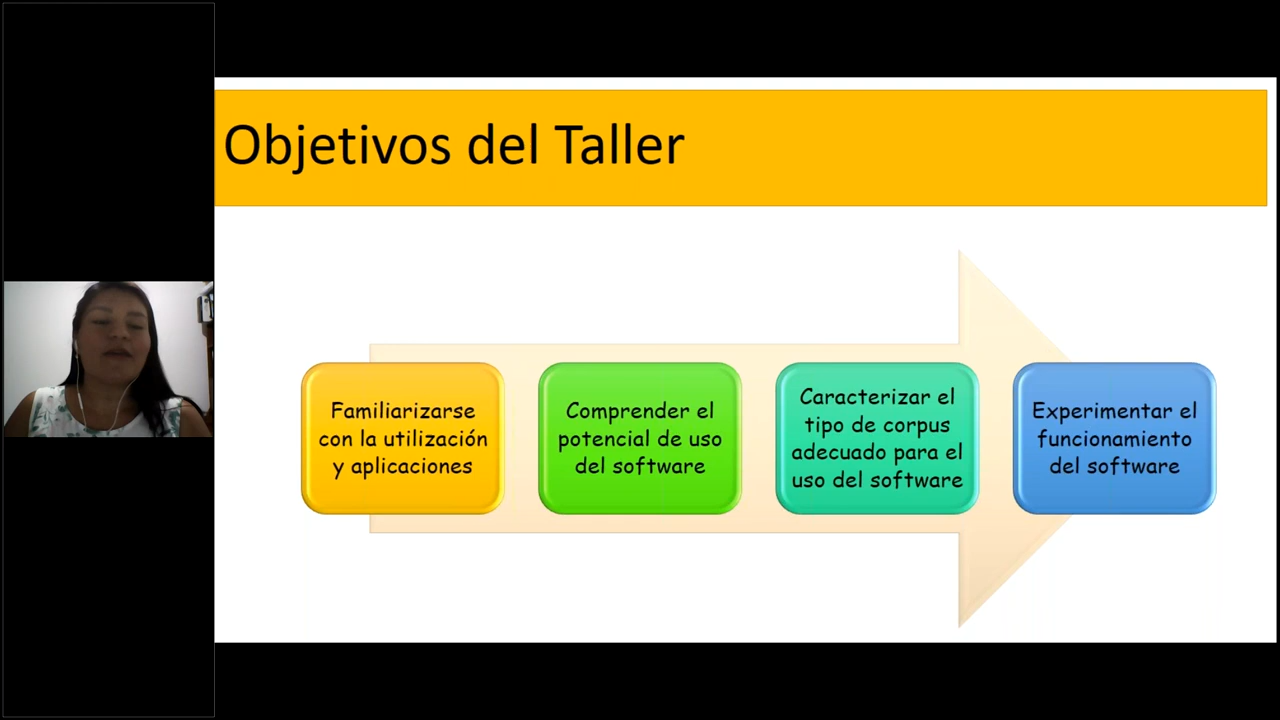 Objetivos del Taller
Familiarizarse
con la utilización
y aplicaciones
Comprender el
potencial de uso
del software
Caracterizar el
tipo de corpus
adecuado para el
uso del software
Experimentar el
funcionamiento
del software